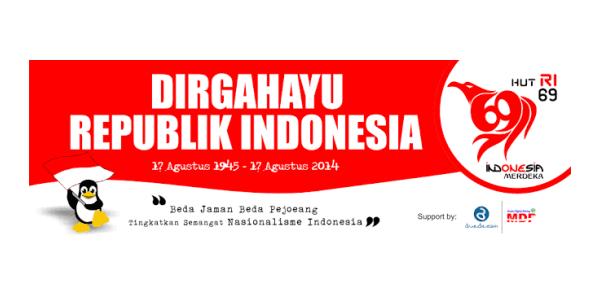 DIRGAHAYU
REPUBLIK INDONESIA
17 Agustus 1945 - 17 Agustus 2014
HUT RI
69
69
INDONESIA
MERDEKA
" Beda Jaman Beda Pejoeang
Tingkatkan Semangat Nasionalisme Indonesia "
Support by:
MDP